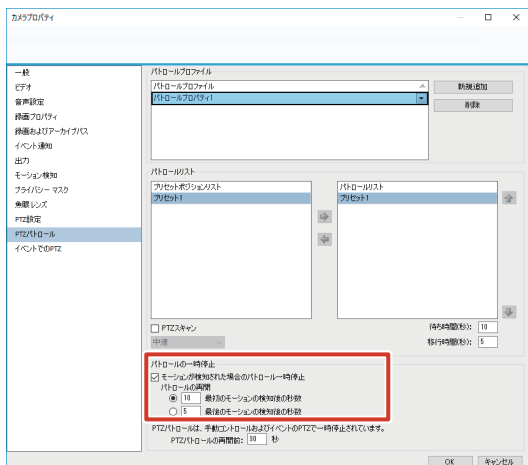 カメラプロパティ
一般
ビデオ
音声設定
録画プロパティ
録画およびアーカイブパス
イベント通知
出力
モーション検知
プライバシー マスク
魚眼レンズ
PTZ設定
PTZパトロール
イベントでのPTZ
パトロールプロファイル
パトロールプロファイル
パトロールプロパティ1
新規追加
削除
パトロールリスト
プリセットポジションリスト
プリセット1
パトロールリスト
プリセット1
PTZスキャン
中速
待ち時間(秒): 10
移行時間(秒): 5
パトロールの一時停止
モーションが検知された場合のパトロール一時停止
パトロールの再開
10 最初のモーションの検知後の秒数
5 最後のモーションの検知後の秒数
PTZパトロールは、手動コントロールおよびイベントのPTZで一時停止されています。
PTZパトロールの再開前: 30 秒
OK キャンセル